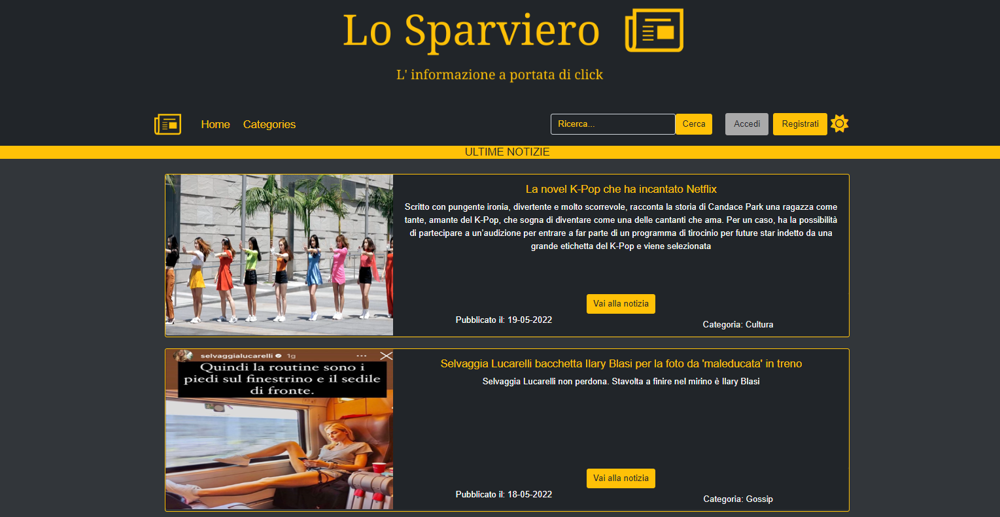 Lo Sparviero
L' informazione a portata di click
Home Categories Ricerca... Cerca Accedi Registrati
ULTIME NOTIZIE
La novel K-Pop che ha incantato Netflix
Scritto con pungente ironia, divertente e molto scorrevole, racconta la storia di Candace Park una ragazza come
tante, amante del K-Pop, che sogna di diventare come una delle cantanti che ama. Per un caso, ha la possibilità
di partecipare a un'audizione per entrare a far parte di un programma di tirocinio per future star indetto da una
grande etichetta del K-Pop e viene selezionata
Vai alla notizia
Pubblicato il: 19-05-2022
Categoria: Cultura
selvaggialucarelli 1g
Quindi la routine sono i
piedi sul finestrino e il sedile
di fronte.
Selvaggia Lucarelli bacchetta Ilary Blasi per la foto da 'maleducata' in treno
Selvaggia Lucarelli non perdona. Stavolta a finire nel mirino è Ilary Blasi
Vai alla notizia
Pubblicato il: 18-05-2022
Categoria: Gossip